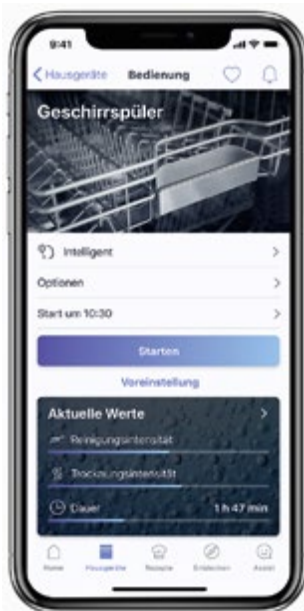 9:41
Hausgeräte Bedienung
Geschirrspüler
Intelligent
Optionen
Start um 10:30
Starten
Voreinstellung
Aktuelle Werte
Reinigungsintensität
Trocknungsintensität
Dauer 1 h 47 min
Home Hausgeräte Rezepte Entdecken Assist